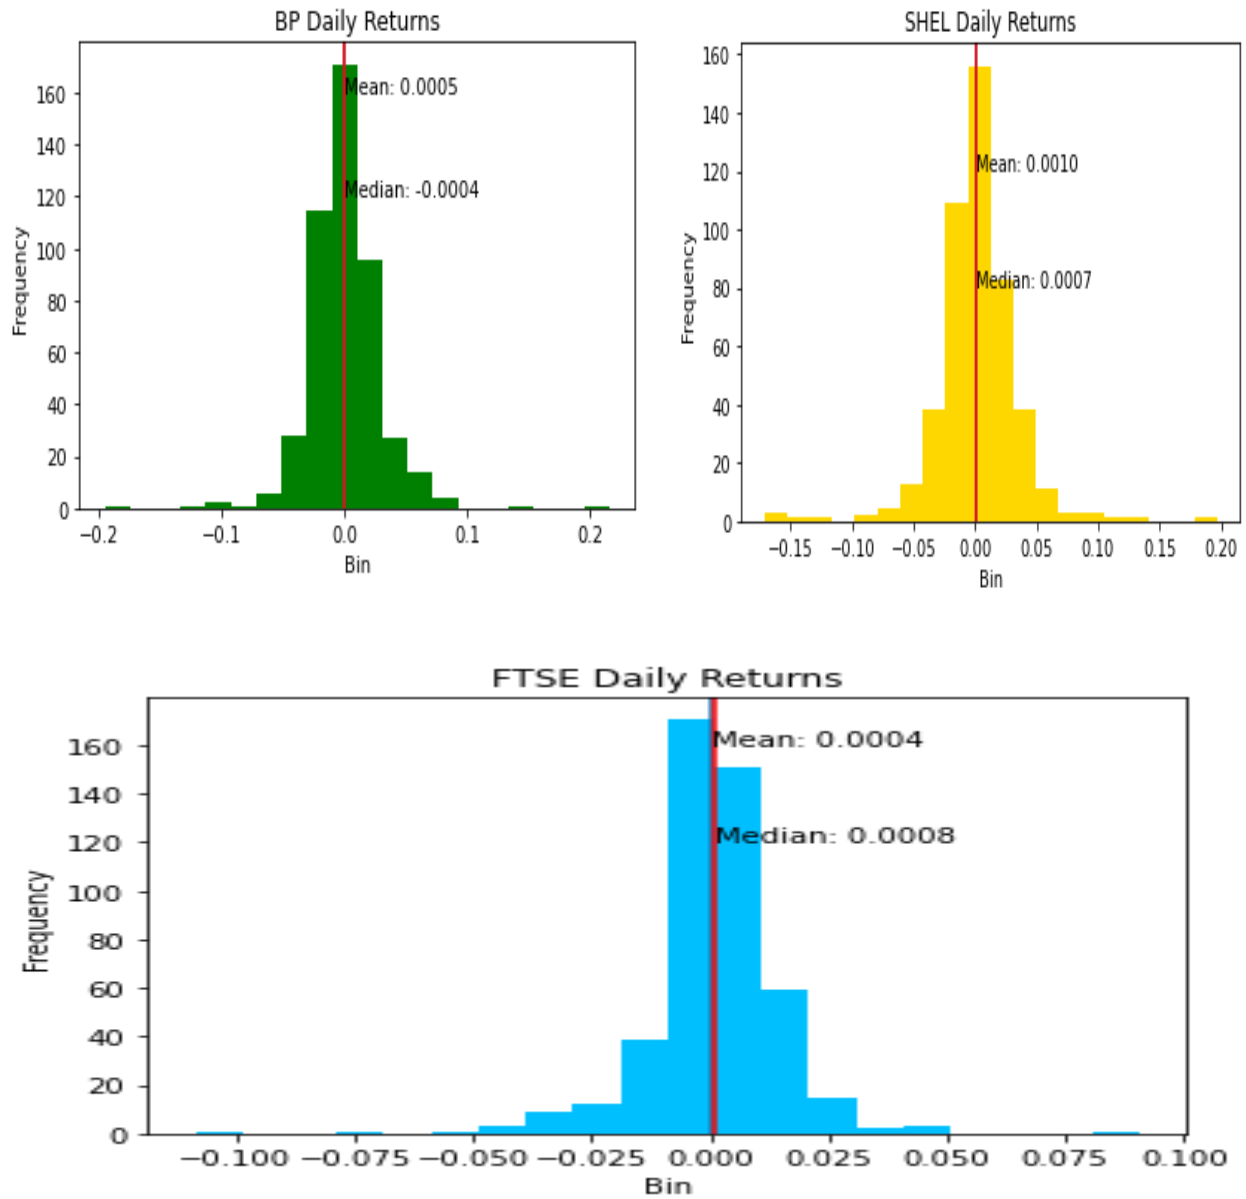 BP Daily Returns
Mean: 0.0005
Median: -0.0004
Frequency
160
140
120
100
80
60
40
20
0
−0.2 −0.1 0.0 0.1 0.2
Bin
SHEL Daily Returns
Mean: 0.0010
Median: 0.0007
Frequency
160
140
120
100
80
60
40
20
0
−0.15 −0.10 −0.05 0.00 0.05 0.10 0.15 0.20
Bin
FTSE Daily Returns
Mean: 0.0004
Median: 0.0008
Frequency
160
140
120
100
80
60
40
20
0
−0.100 −0.075 −0.050 −0.025 0.000 0.025 0.050 0.075 0.100
Bin